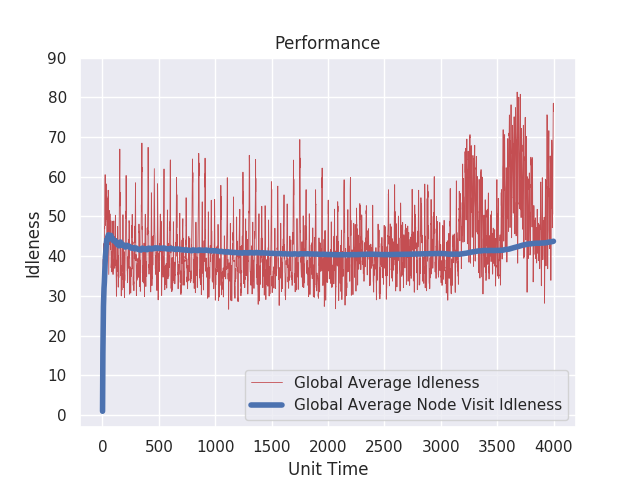 Performance
Idleness
90
80
70
60
50
40
30
20
10
0
0 500 1000 1500 2000 2500 3000 3500 4000
Unit Time
Global Average Idleness
Global Average Node Visit Idleness